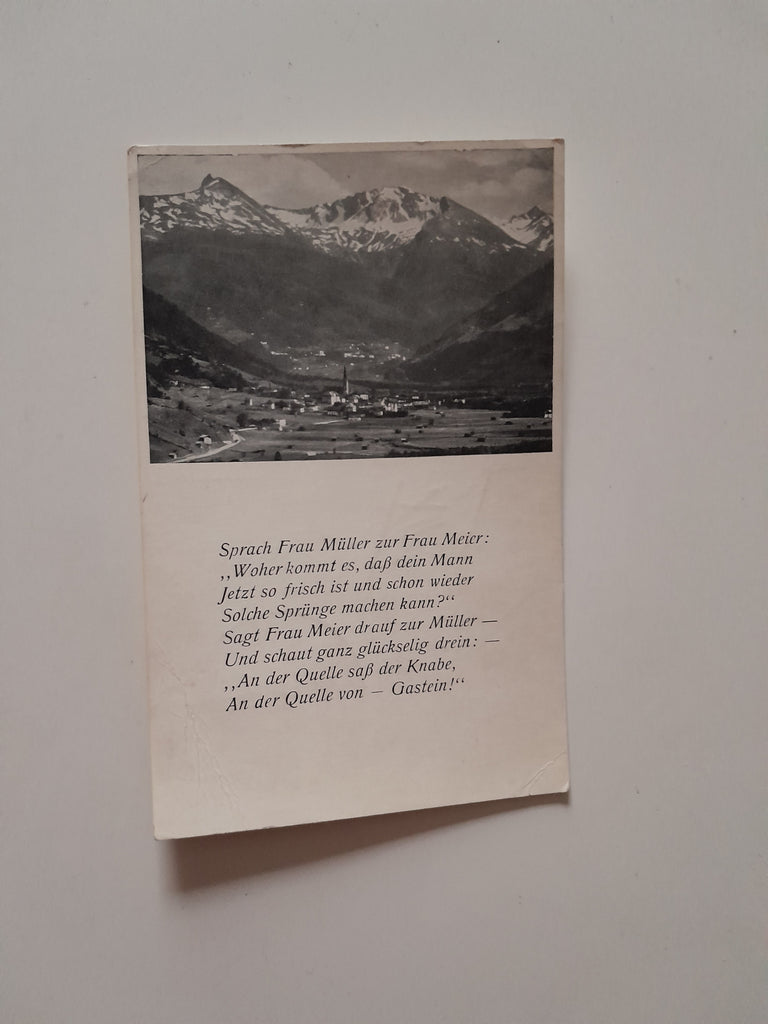 Sprach Frau Müller zur Frau Meier:
,,Woher kommt es, daß dein Mann
Jetzt so frisch ist und schon wieder
Solche Sprünge machen kann?“
Sagt Frau Meier drauf zur Müller —
Und schaut ganz glückselig drein: —
,,An der Quelle saß der Knabe,
An der Quelle von — Gastein!“